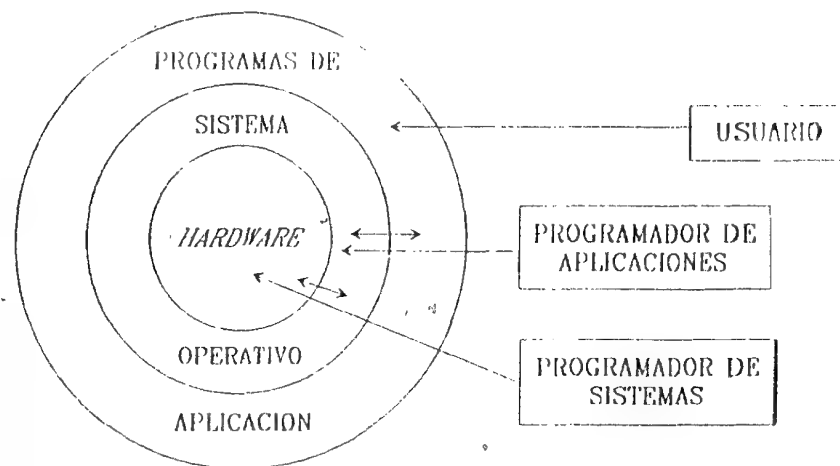 PROGRAMAS DE
SISTEMA
HARDWARE
OPERATIVO
APLICACION
USUARIO
PROGRAMADOR DE
APLICACIONES
PROGRAMADOR DE
SISTEMAS